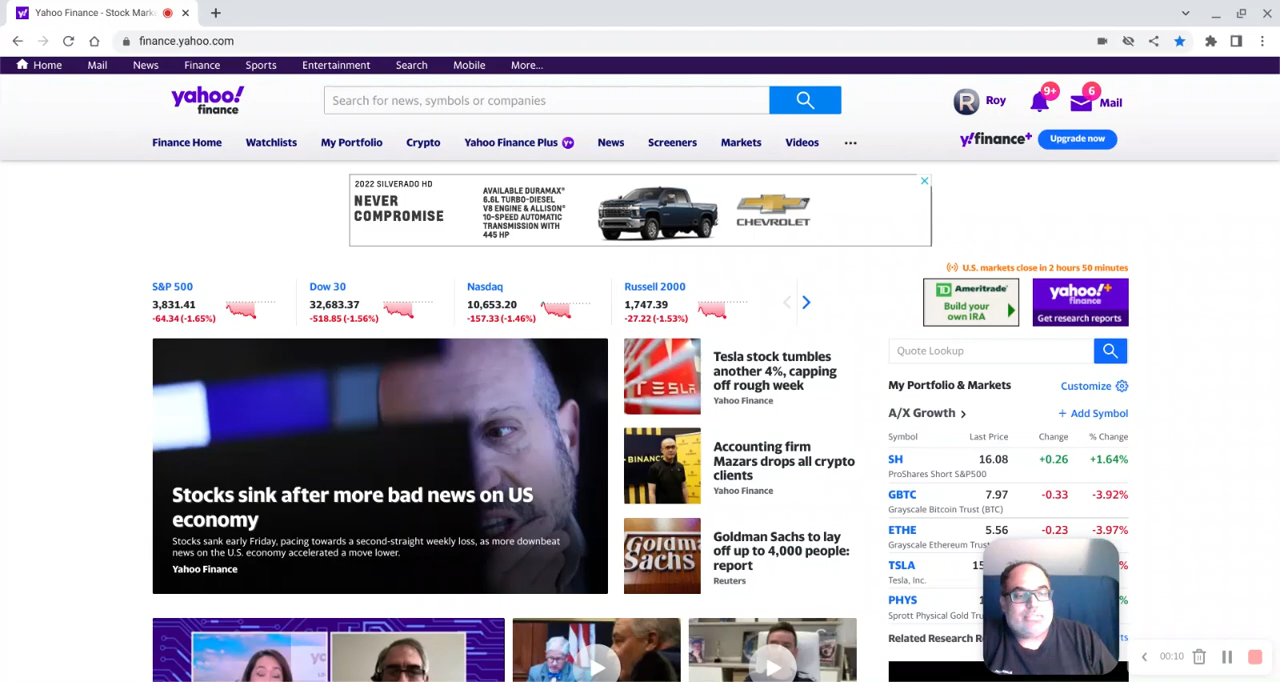 Yahoo Finance - Stock Mark
finance.yahoo.com
Home Mail News Finance Sports Entertainment Search Mobile More...
yahoo! finance
Search for news, symbols or companies
R Roy 9+ 6 Mail
Finance Home Watchlists My Portfolio Crypto Yahoo Finance Plus News Screeners Markets Videos ...
y!finance+ Upgrade now
2022 SILVERADO HD
NEVER
COMPROMISE
AVAILABLE DURAMAX®
6.6L TURBO-DIESEL
V8 ENGINE & ALLISON®
10-SPEED AUTOMATIC
TRANSMISSION WITH
445 HP
CHEVROLET
U.S. markets close in 2 hours 50 minutes
S&P 500
3,831.41
-64.34 (-1.65%)
Dow 30
32,683.37
-518.85 (-1.56%)
Nasdaq
10,653.20
-157.33 (-1.46%)
Russell 2000
1,747.39
-27.22 (-1.53%)
TD Ameritrade
Build your
own IRA
yahoo!+
finance
Get research reports
Stocks sink after more bad news on US
economy
Stocks sank early Friday, pacing towards a second-straight weekly loss, as more downbeat
news on the U.S. economy accelerated a move lower.
Yahoo Finance
TESLA
Tesla stock tumbles
another 4%, capping
off rough week
Yahoo Finance
BINANCE
Accounting firm
Mazars drops all crypto
clients
Yahoo Finance
Goldman
Sachs
Goldman Sachs to lay
off up to 4,000 people:
report
Reuters
Quote Lookup
My Portfolio & Markets Customize
A/X Growth + Add Symbol
Symbol Last Price Change % Change
SH 16.08 +0.26 +1.64%
ProShares Short S&P500
GBTC 7.97 -0.33 -3.92%
Grayscale Bitcoin Trust (BTC)
ETHE 5.56 -0.23 -3.97%
Grayscale Ethereum Trus
TSLA 15 %
Tesla, Inc.
PHYS 1 %
Sprott Physical Gold Tru
Related Research Re ts
00:10